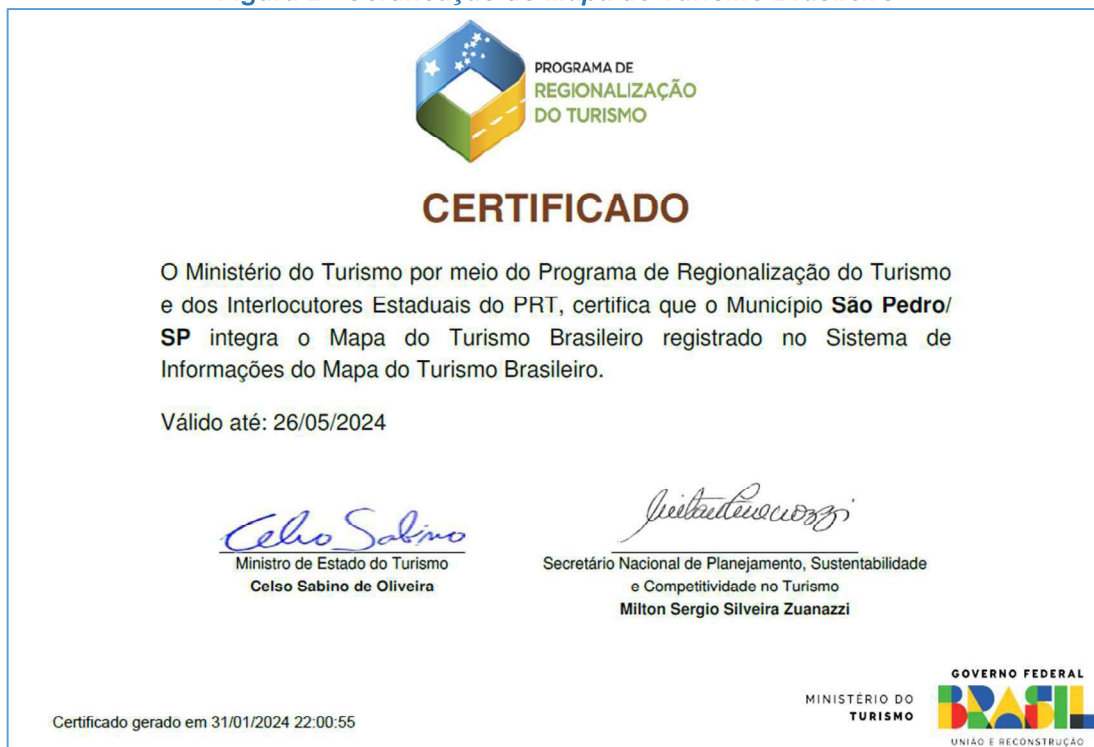 PROGRAMA DE
REGIONALIZAÇÃO
DO TURISMO
CERTIFICADO
O Ministério do Turismo por meio do Programa de Regionalização do Turismo
e dos Interlocutores Estaduais do PRT, certifica que o Município São Pedro/
SP integra o Mapa do Turismo Brasileiro registrado no Sistema de
Informações do Mapa do Turismo Brasileiro.
Válido até: 26/05/2024
Celso Sabino
Ministro de Estado do Turismo
Celso Sabino de Oliveira
Secretário Nacional de Planejamento, Sustentabilidade
e Competitividade no Turismo
Milton Sergio Silveira Zuanazzi
Certificado gerado em 31/01/2024 22:00:55
MINISTÉRIO DO
TURISMO
GOVERNO FEDERAL
BRASIL
UNIÃO E RECONSTRUÇÃO